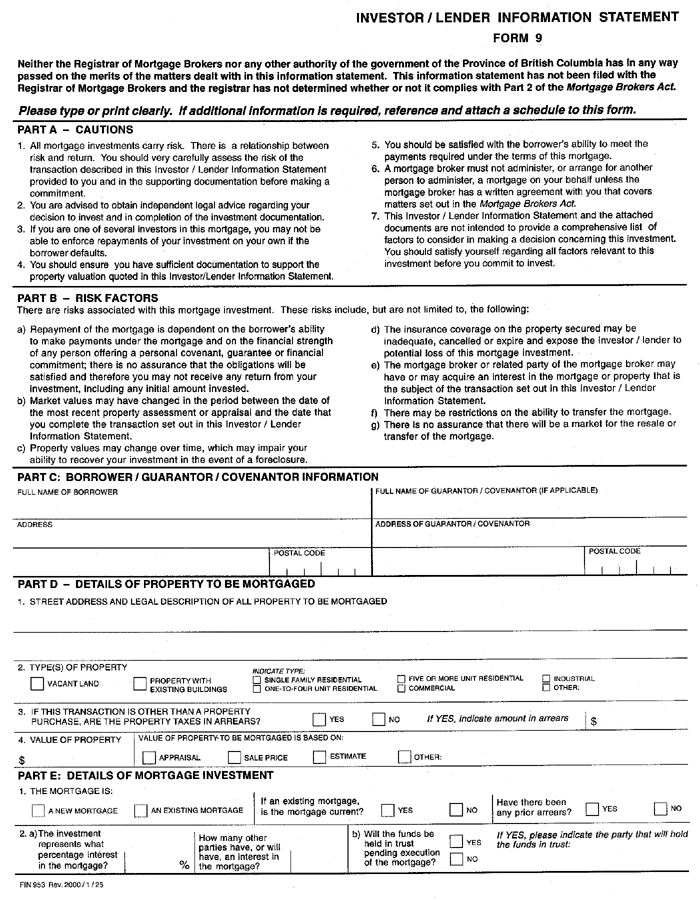 INVESTOR / LENDER INFORMATION STATEMENT
FORM 9
Neither the Registrar of Mortgage Brokers nor any other authority of the government of the Province of British Columbia has in any way
passed on the merits of the matters dealt with in this information statement. This information statement has not been filed with the
Registrar of Mortgage Brokers and the registrar has not determined whether or not it complies with Part 2 of the Mortgage Brokers Act.
Please type or print clearly. If additional information is required, reference and attach a schedule to this form.
PART A – CAUTIONS
1. All mortgage investments carry risk. There is a relationship between
risk and return. You should very carefully assess the risk of the
transaction described in this Investor / Lender Information Statement
provided to you and in the supporting documentation before making a
commitment.
2. You are advised to obtain independent legal advice regarding your
decision to invest and in completion of the investment documentation.
3. If you are one of several investors in this mortgage, you may not be
able to enforce repayments of your investment on your own if the
borrower defaults.
4. You should ensure you have sufficient documentation to support the
property valuation quoted in this Investor/Lender Information Statement.
5. You should be satisfied with the borrower's ability to meet the
payments required under the terms of this mortgage.
6. A mortgage broker must not administer, or arrange for another
person to administer, a mortgage on your behalf unless the
mortgage broker has a written agreement with you that covers
matters set out in the Mortgage Brokers Act.
7. This Investor / Lender Information Statement and the attached
documents are not intended to provide a comprehensive list of
factors to consider in making a decision concerning this investment.
You should satisfy yourself regarding all factors relevant to this
investment before you commit to invest.
PART B – RISK FACTORS
There are risks associated with this mortgage investment. These risks include, but are not limited to, the following:
a) Repayment of the mortgage is dependent on the borrower's ability
to make payments under the mortgage and on the financial strength
of any person offering a personal covenant, guarantee or financial
commitment; there is no assurance that the obligations will be
satisfied and therefore you may not receive any return from your
investment, including any initial amount invested.
b) Market values may have changed in the period between the date of
the most recent property assessment or appraisal and the date that
you complete the transaction set out in this Investor / Lender
Information Statement.
c) Property values may change over time, which may impair your
ability to recover your investment in the event of a foreclosure.
d) The insurance coverage on the property secured may be
inadequate, cancelled or expire and expose the investor / lender to
potential loss of this mortgage investment.
e) The mortgage broker or related party of the mortgage broker may
have or may acquire an interest in the mortgage or property that is
the subject of the transaction set out in this Investor / Lender
Information Statement.
f) There may be restrictions on the ability to transfer the mortgage.
g) There is no assurance that there will be a market for the resale or
transfer of the mortgage.
PART C: BORROWER / GUARANTOR / COVENANTOR INFORMATION
FULL NAME OF BORROWER
FULL NAME OF GUARANTOR / COVENANTOR (IF APPLICABLE)
ADDRESS
ADDRESS OF GUARANTOR / COVENANTOR
POSTAL CODE
POSTAL CODE
PART D – DETAILS OF PROPERTY TO BE MORTGAGED
1. STREET ADDRESS AND LEGAL DESCRIPTION OF ALL PROPERTY TO BE MORTGAGED
2. TYPE(S) OF PROPERTY
VACANT LAND
PROPERTY WITH
EXISTING BUILDINGS
INDICATE TYPE:
SINGLE FAMILY RESIDENTIAL
ONE-TO-FOUR UNIT RESIDENTIAL
FIVE OR MORE UNIT RESIDENTIAL
COMMERCIAL
INDUSTRIAL
OTHER:
3. IF THIS TRANSACTION IS OTHER THAN A PROPERTY
PURCHASE, ARE THE PROPERTY TAXES IN ARREARS?
YES
NO
If YES, indicate amount in arrears
$
4. VALUE OF PROPERTY
$
VALUE OF PROPERTY TO BE MORTGAGED IS BASED ON:
APPRAISAL
SALE PRICE
ESTIMATE
OTHER:
PART E: DETAILS OF MORTGAGE INVESTMENT
1. THE MORTGAGE IS:
A NEW MORTGAGE
AN EXISTING MORTGAGE
If an existing mortgage,
is the mortgage current?
YES
NO
Have there been
any prior arrears?
YES
NO
2. a) The investment
represents what
percentage interest
in the mortgage?
%
How many other
parties have, or will
have, an interest in
the mortgage?
b) Will the funds be
held in trust
pending execution
of the mortgage?
YES
NO
If YES, please indicate the party that will hold
the funds in trust:
FIN 953 Rev. 2000 / 1 / 25